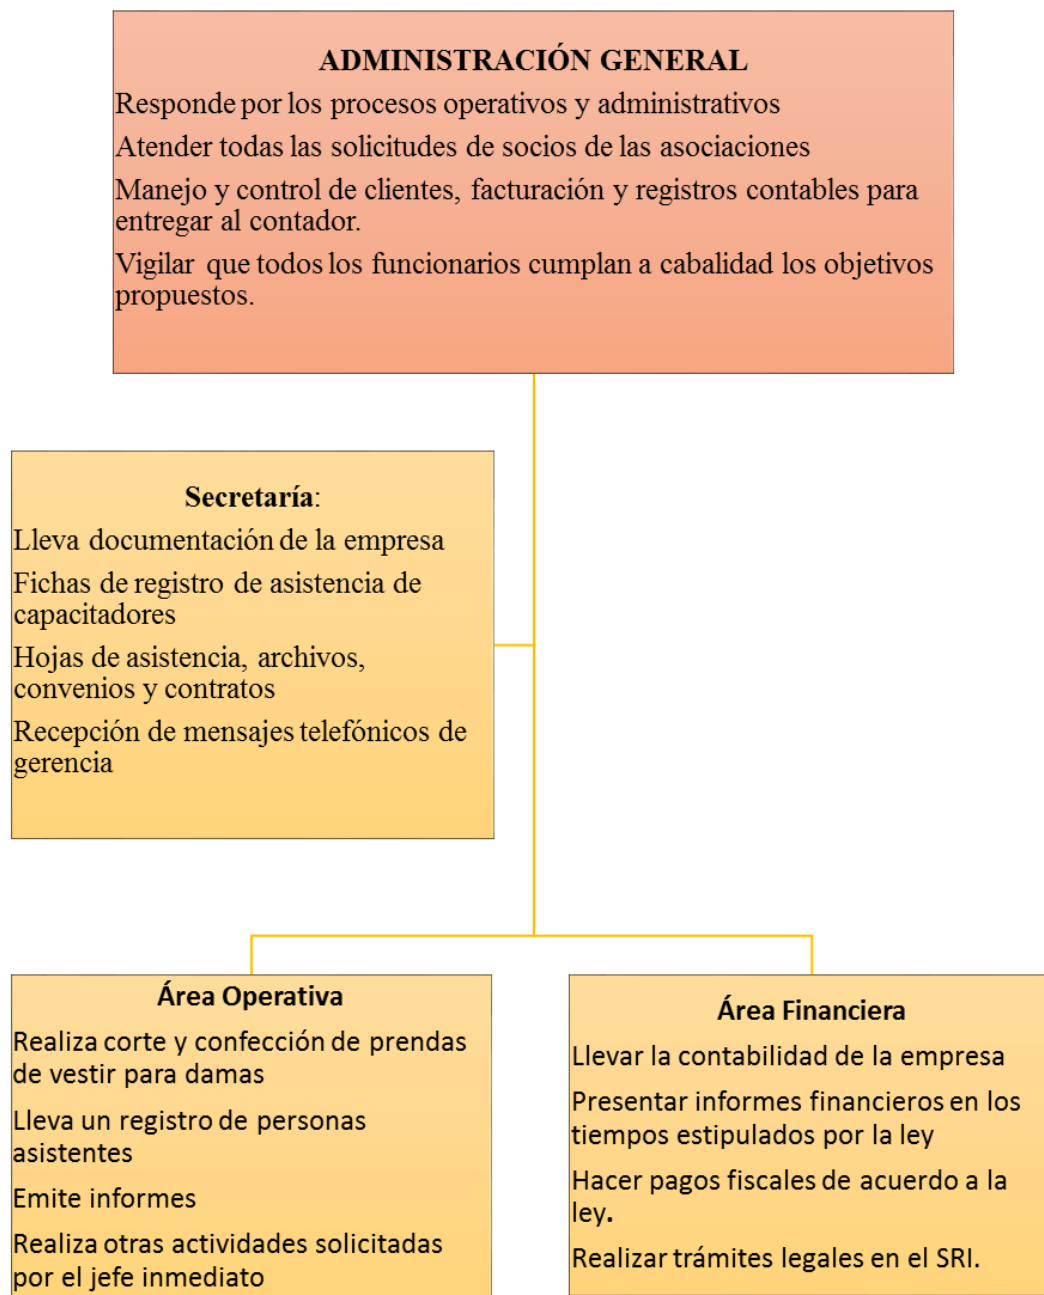 ADMINISTRACIÓN GENERAL
Responde por los procesos operativos y administrativos
Atender todas las solicitudes de socios de las asociaciones
Manejo y control de clientes, facturación y registros contables para
entregar al contador.
Vigilar que todos los funcionarios cumplan a cabalidad los objetivos
propuestos.
Secretaría:
Lleva documentación de la empresa
Fichas de registro de asistencia de
capacitadores
Hojas de asistencia, archivos,
convenios y contratos
Recepción de mensajes telefónicos de
gerencia
Área Operativa
Realiza corte y confección de prendas
de vestir para damas
Lleva un registro de personas
asistentes
Emite informes
Realiza otras actividades solicitadas
por el jefe inmediato
Área Financiera
Llevar la contabilidad de la empresa
Presentar informes financieros en los
tiempos estipulados por la ley
Hacer pagos fiscales de acuerdo a la
ley.
Realizar trámites legales en el SRI.